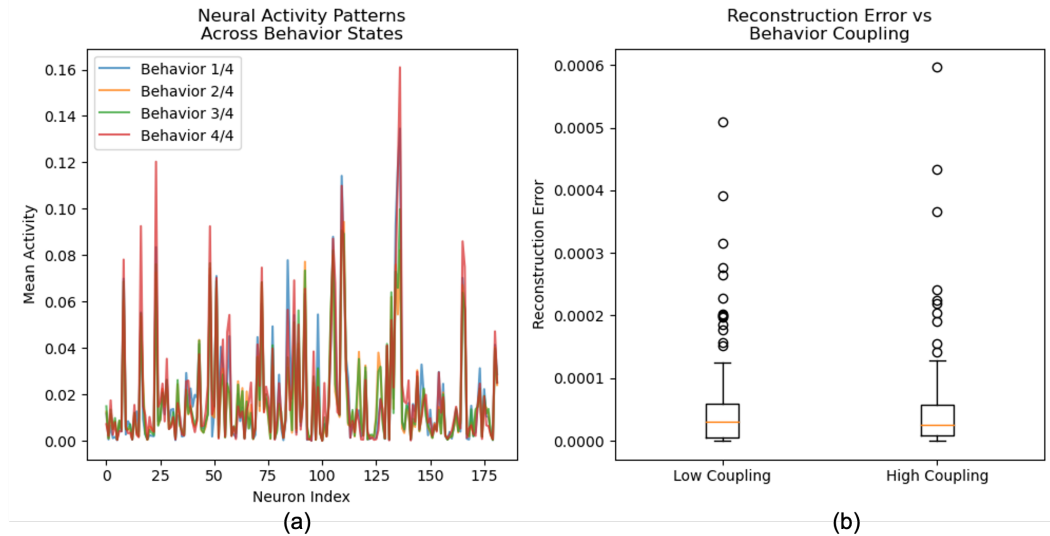 Neural Activity Patterns
Across Behavior States
Mean Activity
0.16
0.14
0.12
0.10
0.08
0.06
0.04
0.02
0.00
Behavior 1/4
Behavior 2/4
Behavior 3/4
Behavior 4/4
0 25 50 75 100 125 150 175
Neuron Index
(a)
Reconstruction Error vs
Behavior Coupling
Reconstruction Error
0.0006
0.0005
0.0004
0.0003
0.0002
0.0001
0.0000
Low Coupling High Coupling
(b)